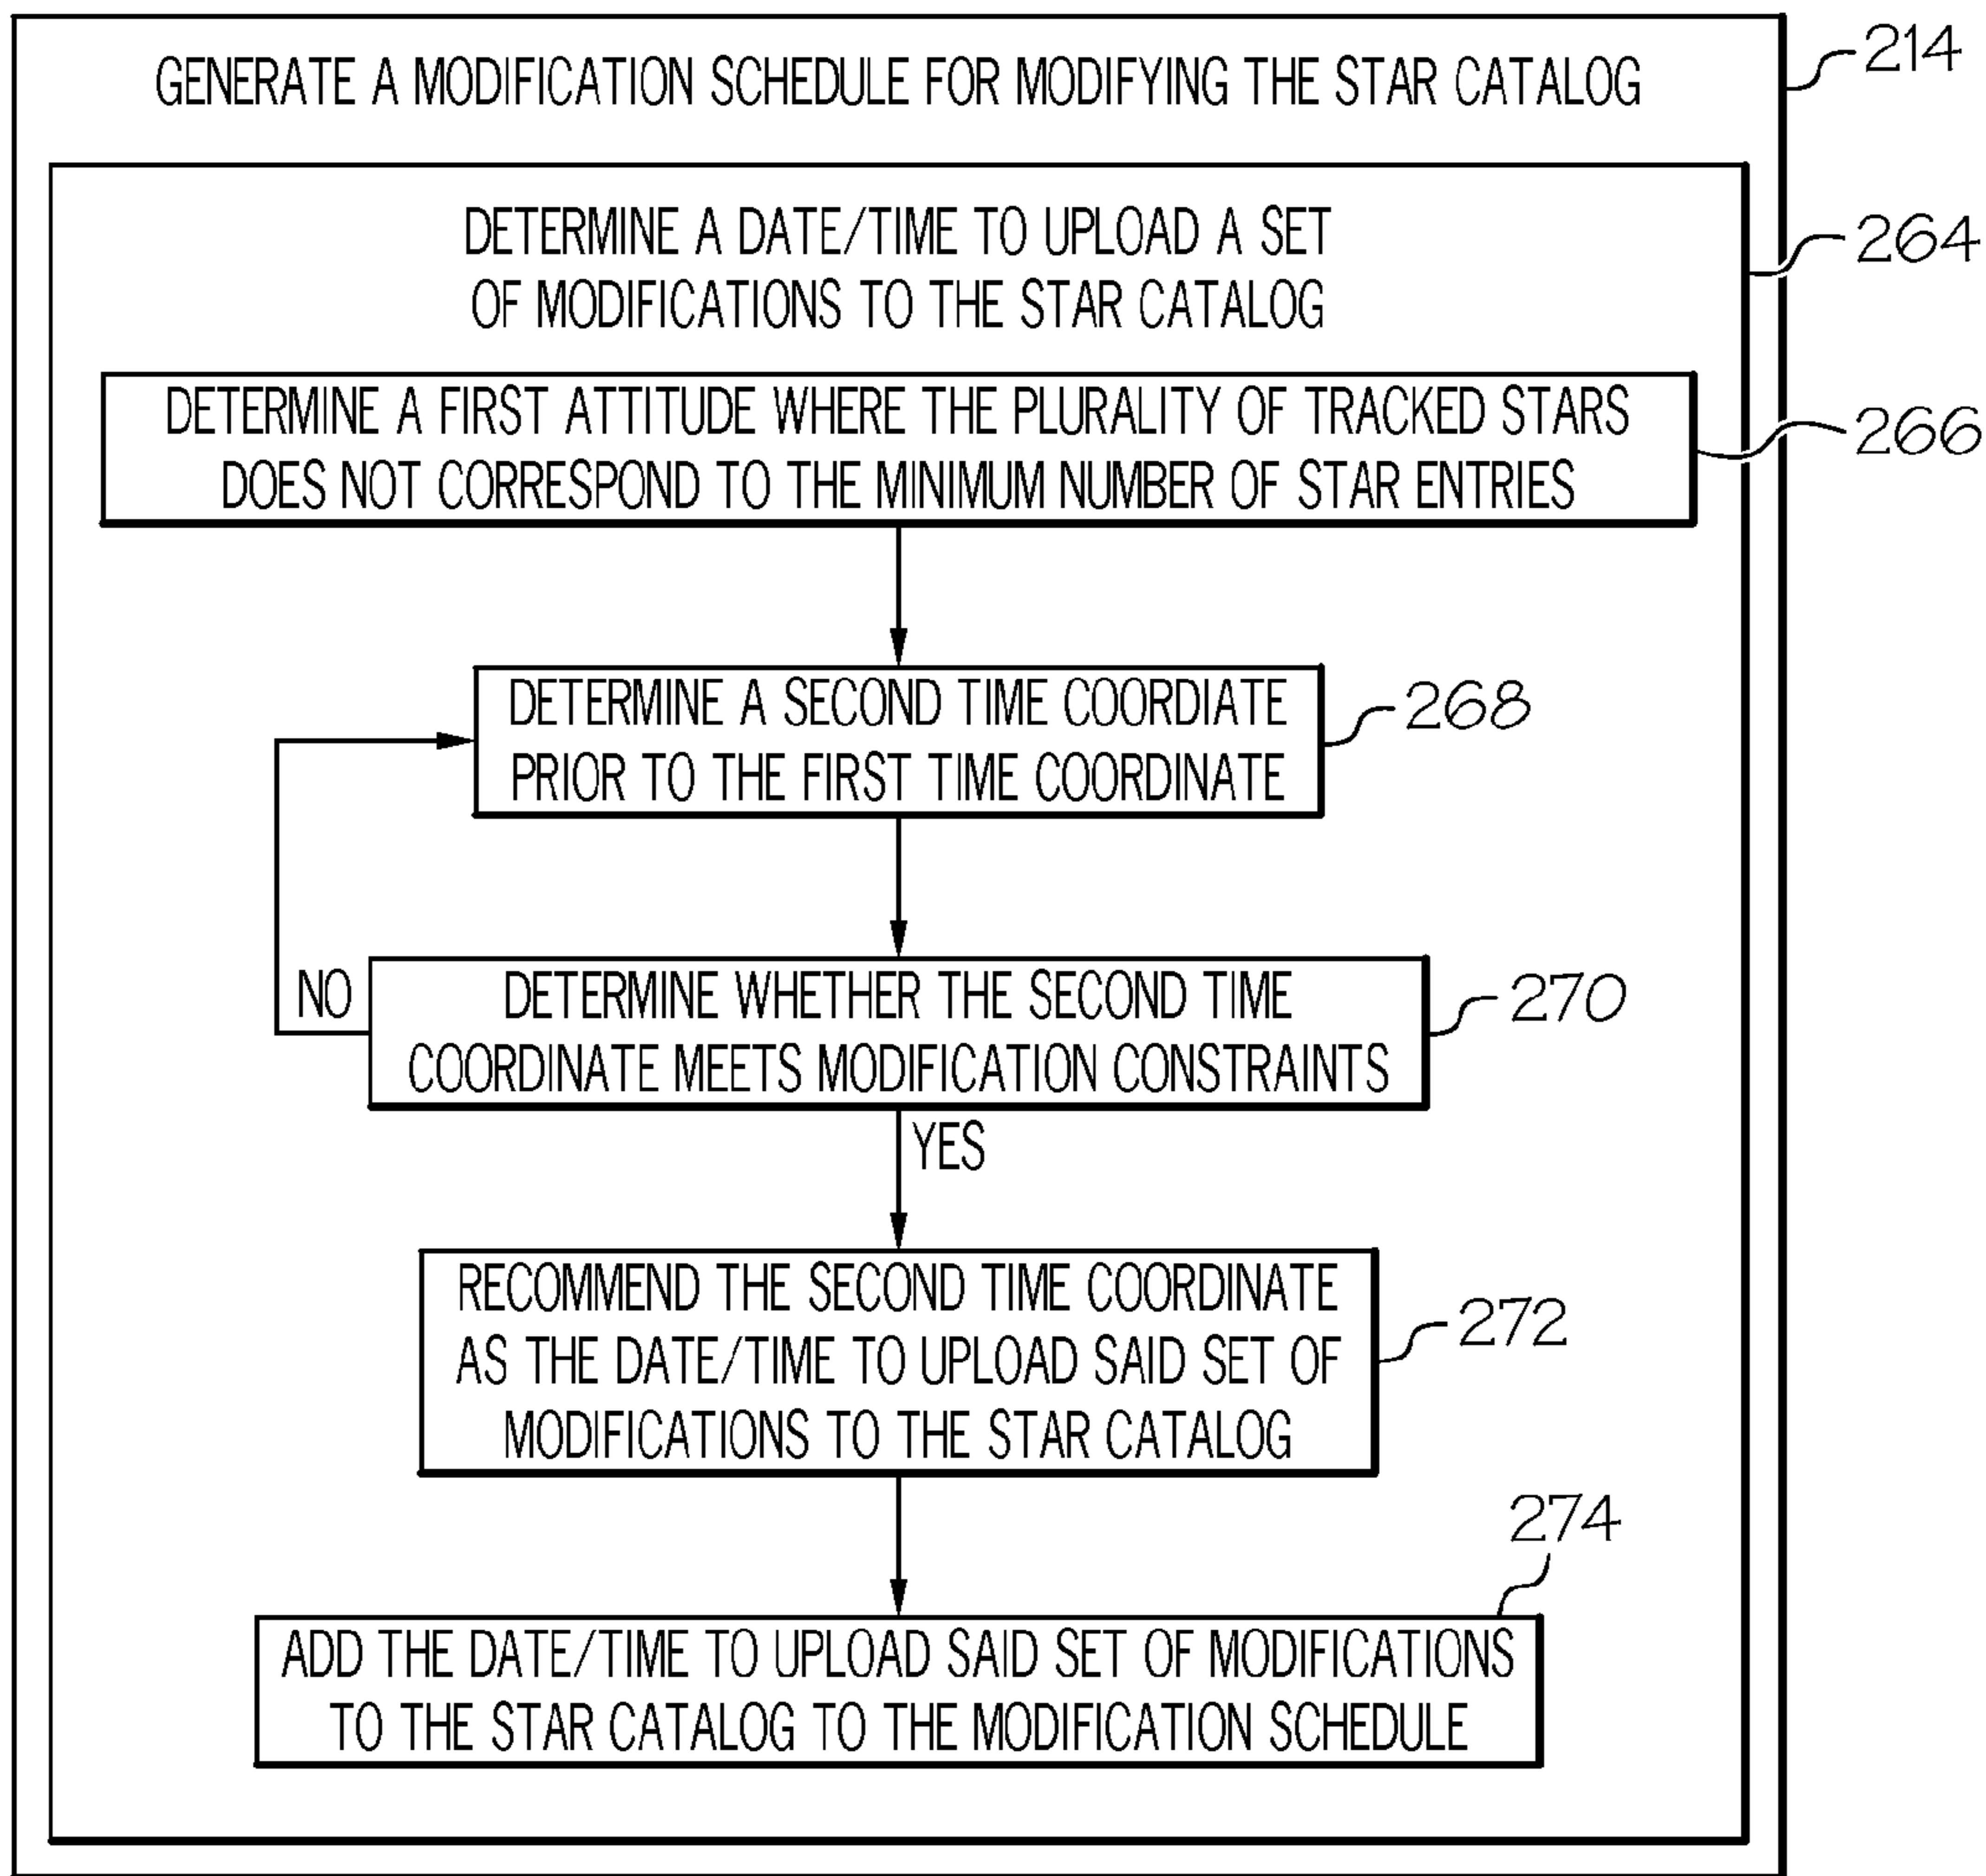 GENERATE A MODIFICATION SCHEDULE FOR MODIFYING THE STAR CATALOG
214
DETERMINE A DATE/TIME TO UPLOAD A SET
OF MODIFICATIONS TO THE STAR CATALOG
264
DETERMINE A FIRST ATTITUDE WHERE THE PLURALITY OF TRACKED STARS
DOES NOT CORRESPOND TO THE MINIMUM NUMBER OF STAR ENTRIES
266
DETERMINE A SECOND TIME COORDIATE
PRIOR TO THE FIRST TIME COORDINATE
268
NO
DETERMINE WHETHER THE SECOND TIME
COORDINATE MEETS MODIFICATION CONSTRAINTS
270
YES
RECOMMEND THE SECOND TIME COORDINATE
AS THE DATE/TIME TO UPLOAD SAID SET OF
MODIFICATIONS TO THE STAR CATALOG
272
274
ADD THE DATE/TIME TO UPLOAD SAID SET OF MODIFICATIONS
TO THE STAR CATALOG TO THE MODIFICATION SCHEDULE